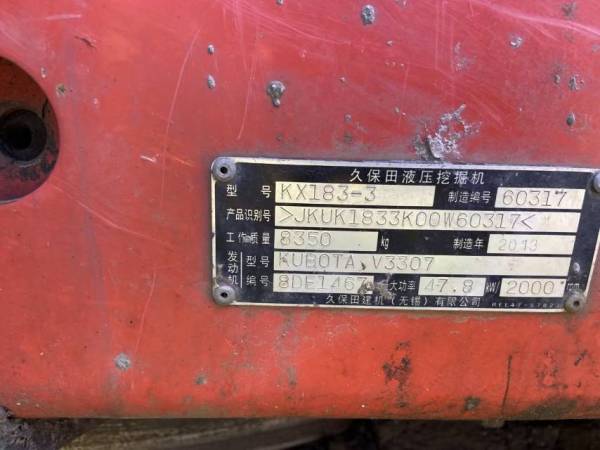 久保田液压挖掘机
型号 KX183-3 制造编号 60317
产品识别号 >JKUK1833K00W60317<
工作质量 8350 kg 制造年 2013
发动机 型号 KUBOTA V3307
编号 8DE1467 最大功率 47.8 kW 2000 rpm
久保田建机(无锡)有限公司